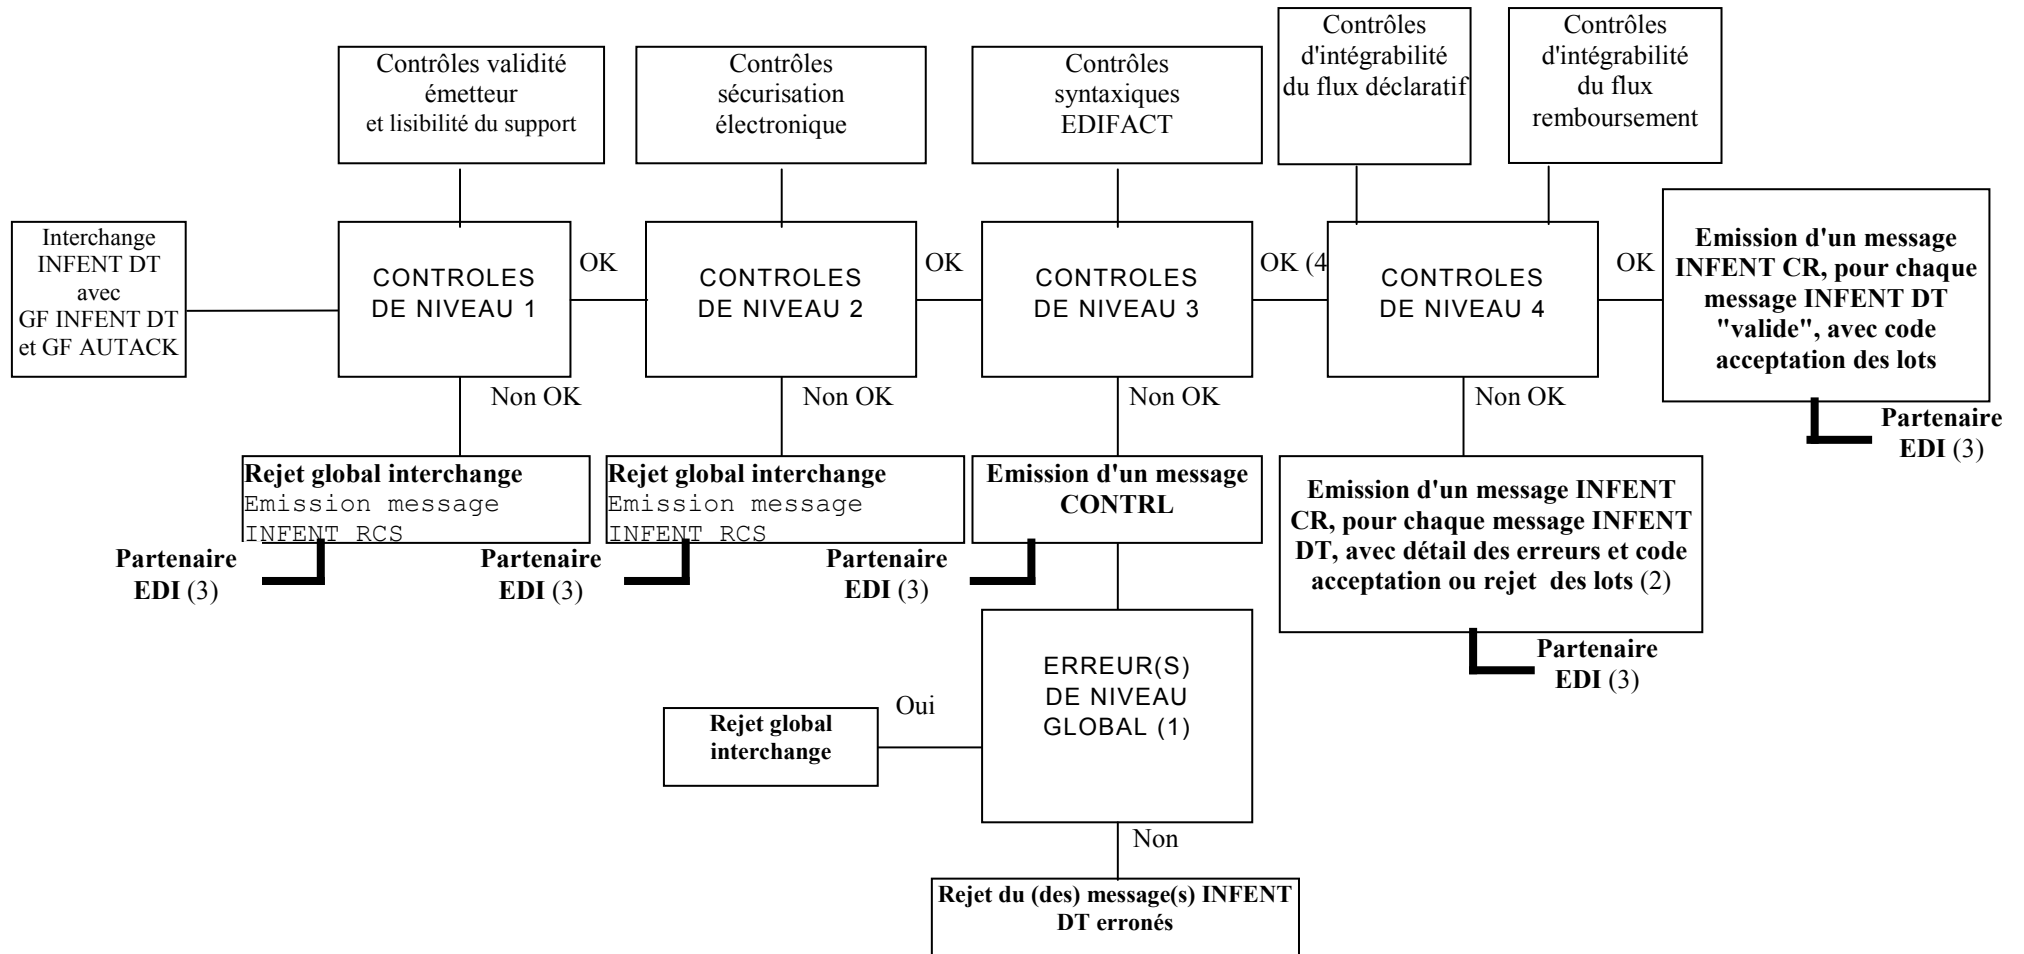 Contrôles validité
émetteur
et lisibilité du support
Contrôles
sécurisation
électronique
Contrôles
syntaxiques
EDIFACT
Contrôles
d'intégrabilité
du flux déclaratif
Contrôles
d'intégrabilité
du flux
remboursement
Interchange
INFENT DT
avec
GF INFENT DT
et GF AUTACK
CONTROLES
DE NIVEAU 1
OK
CONTROLES
DE NIVEAU 2
OK
CONTROLES
DE NIVEAU 3
OK (4
CONTROLES
DE NIVEAU 4
OK
Emission d'un message
INFENT CR, pour chaque
message INFENT DT
"valide", avec code
acceptation des lots
Non OK
Non OK
Non OK
Non OK
Partenaire
EDI (3)
Rejet global interchange
Emission message
INFENT RCS
Partenaire
EDI (3)
Rejet global interchange
Emission message
INFENT RCS
Partenaire
EDI (3)
Emission d'un message
CONTRL
Partenaire
EDI (3)
Emission d'un message INFENT
CR, pour chaque message INFENT
DT, avec détail des erreurs et code
acceptation ou rejet des lots (2)
Partenaire
EDI (3)
ERREUR(S)
DE NIVEAU
GLOBAL (1)
Oui
Rejet global
interchange
Non
Rejet du (des) message(s) INFENT
DT erronés